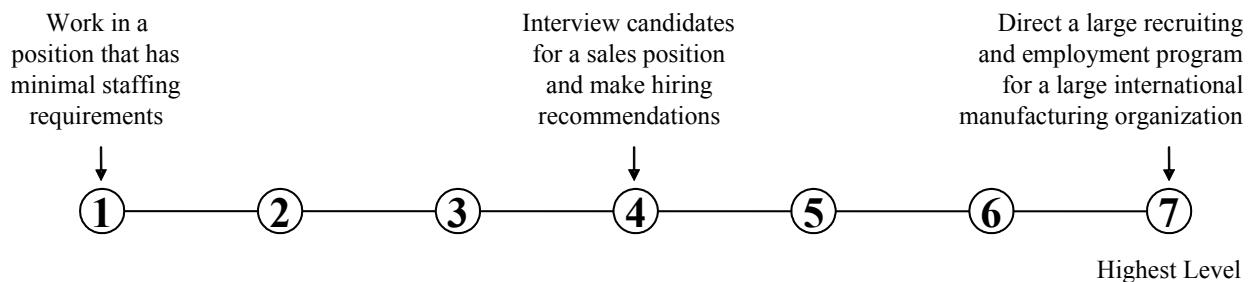 Work in a
position that has
minimal staffing
requirements
Interview candidates
for a sales position
and make hiring
recommendations
Direct a large recruiting
and employment program
for a large international
manufacturing organization
1 2 3 4 5 6 7
Highest Level